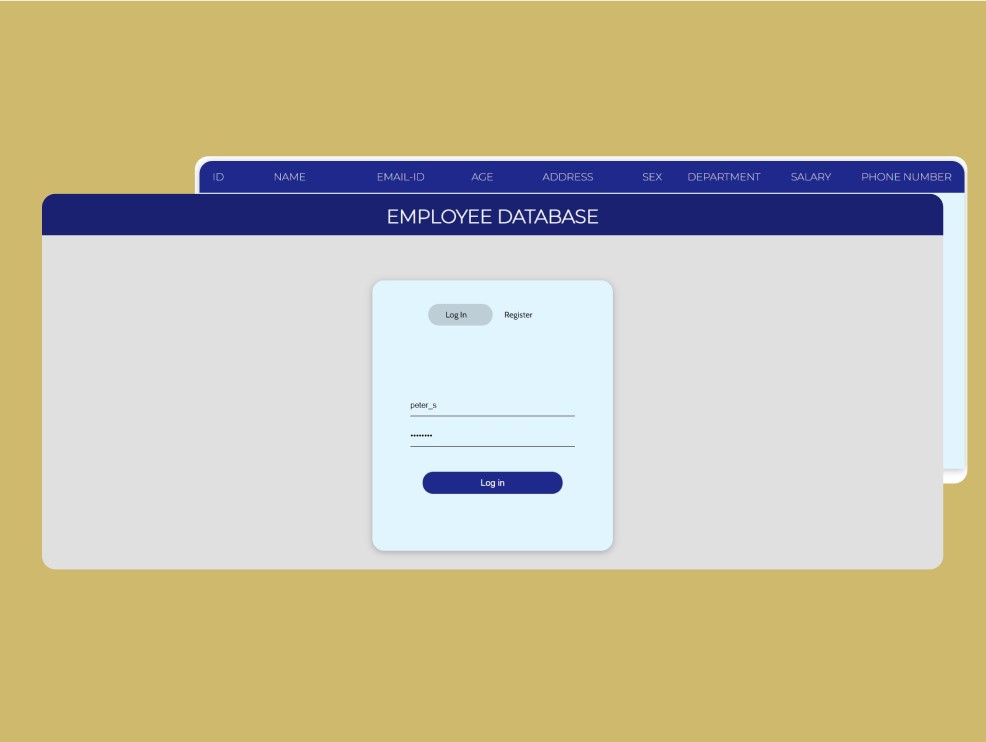 ID NAME EMAIL-ID AGE ADDRESS SEX DEPARTMENT SALARY PHONE NUMBER
EMPLOYEE DATABASE
Log In Register
peter_s
••••••••
Log in